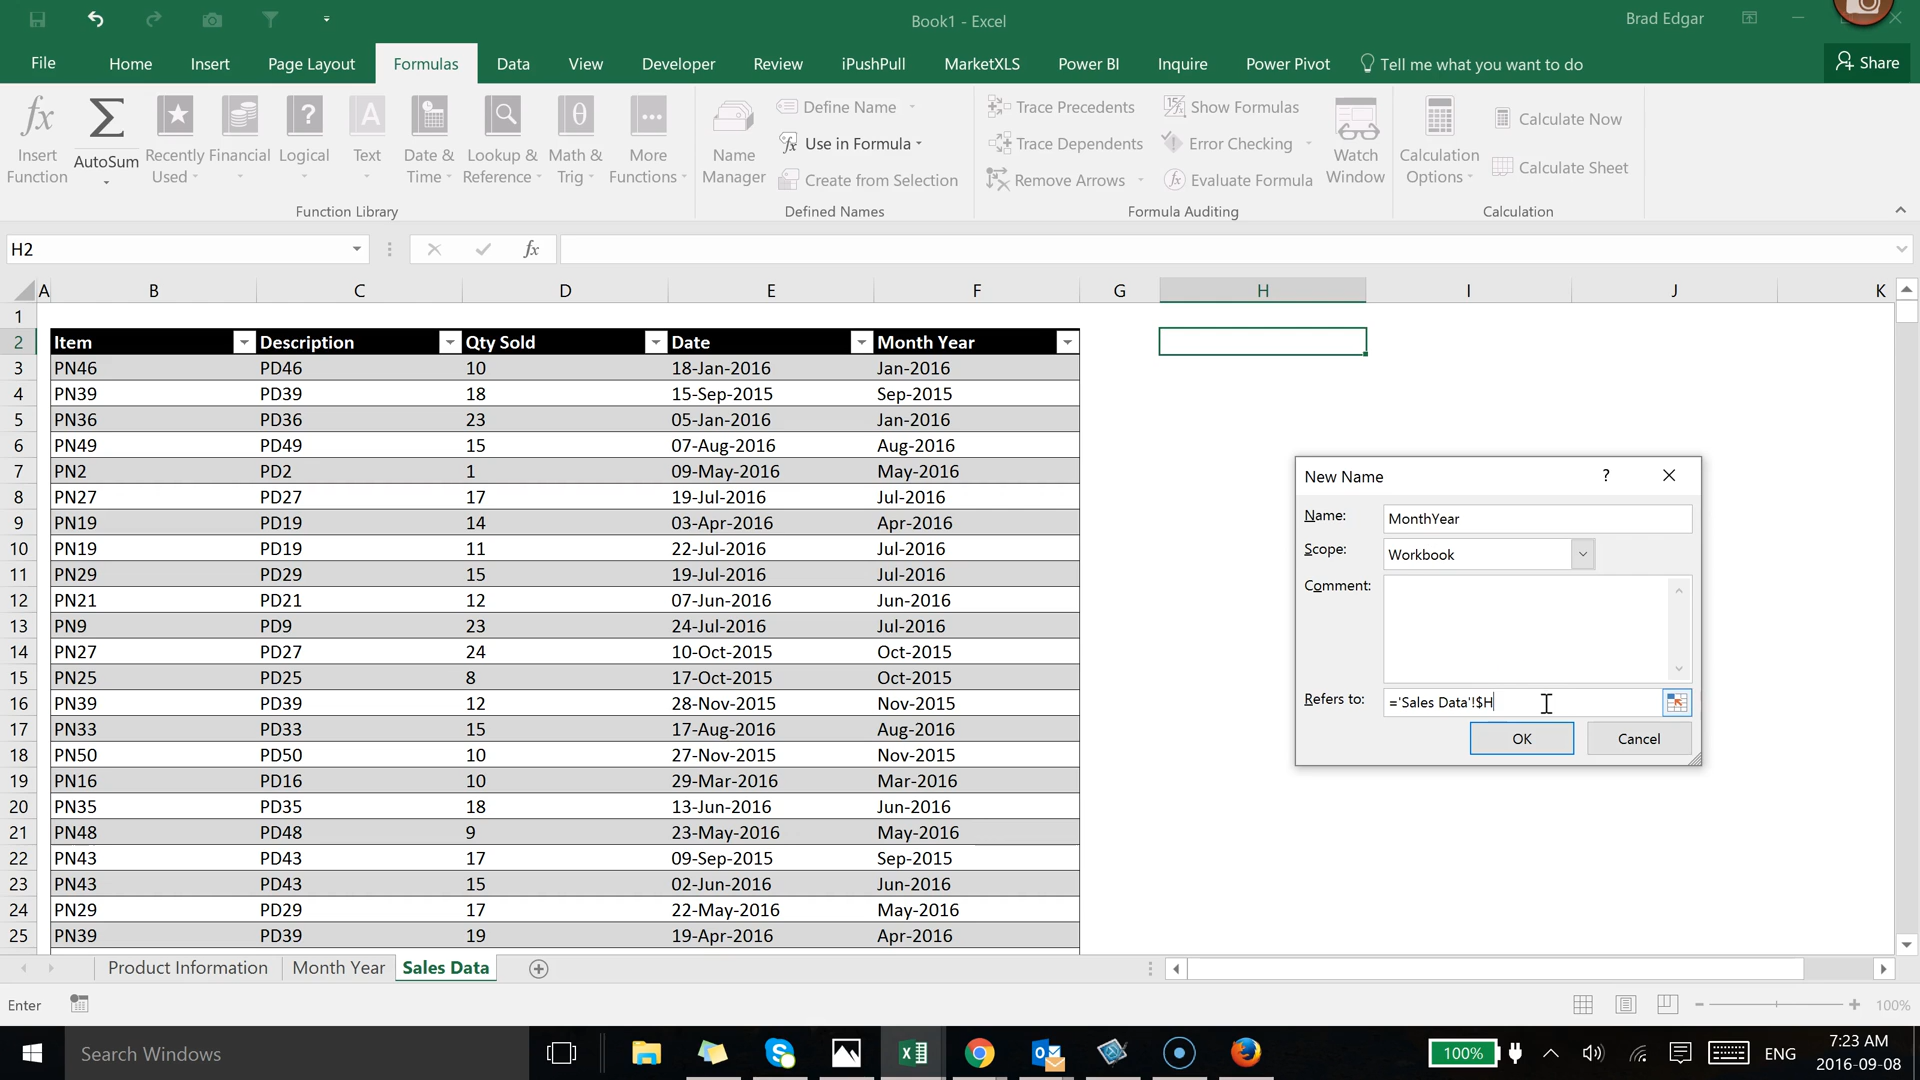 Book1 - Excel
Brad Edgar
File Home Insert Page Layout Formulas Data View Developer Review iPushPull MarketXLS Power BI Inquire Power Pivot Tell me what you want to do Share
fx Insert Function
Σ AutoSum
Recently Used
Financial
? Logical
A Text
Date & Time
Lookup & Reference
θ Math & Trig
... More Functions
Function Library
Name Manager
Define Name
Use in Formula
Create from Selection
Defined Names
Trace Precedents
Trace Dependents
Remove Arrows
Show Formulas
Error Checking
Evaluate Formula
Formula Auditing
Watch Window
Calculation Options
Calculate Now
Calculate Sheet
Calculation
H2 fx
A B C D E F G H I J K
1
2 Item Description Qty Sold Date Month Year
3 PN46 PD46 10 18-Jan-2016 Jan-2016
4 PN39 PD39 18 15-Sep-2015 Sep-2015
5 PN36 PD36 23 05-Jan-2016 Jan-2016
6 PN49 PD49 15 07-Aug-2016 Aug-2016
7 PN2 PD2 1 09-May-2016 May-2016
8 PN27 PD27 17 19-Jul-2016 Jul-2016
9 PN19 PD19 14 03-Apr-2016 Apr-2016
10 PN19 PD19 11 22-Jul-2016 Jul-2016
11 PN29 PD29 15 19-Jul-2016 Jul-2016
12 PN21 PD21 12 07-Jun-2016 Jun-2016
13 PN9 PD9 23 24-Jul-2016 Jul-2016
14 PN27 PD27 24 10-Oct-2015 Oct-2015
15 PN25 PD25 8 17-Oct-2015 Oct-2015
16 PN39 PD39 12 28-Nov-2015 Nov-2015
17 PN33 PD33 15 17-Aug-2016 Aug-2016
18 PN50 PD50 10 27-Nov-2015 Nov-2015
19 PN16 PD16 10 29-Mar-2016 Mar-2016
20 PN35 PD35 18 13-Jun-2016 Jun-2016
21 PN48 PD48 9 23-May-2016 May-2016
22 PN43 PD43 17 09-Sep-2015 Sep-2015
23 PN43 PD43 15 02-Jun-2016 Jun-2016
24 PN29 PD29 17 22-May-2016 May-2016
25 PN39 PD39 19 19-Apr-2016 Apr-2016
New Name ?
Name: MonthYear
Scope: Workbook
Comment:
Refers to: ='Sales Data'!$H
OK Cancel
Product Information Month Year Sales Data
Enter 100%
Search Windows 100% ENG 7:23 AM
2016-09-08